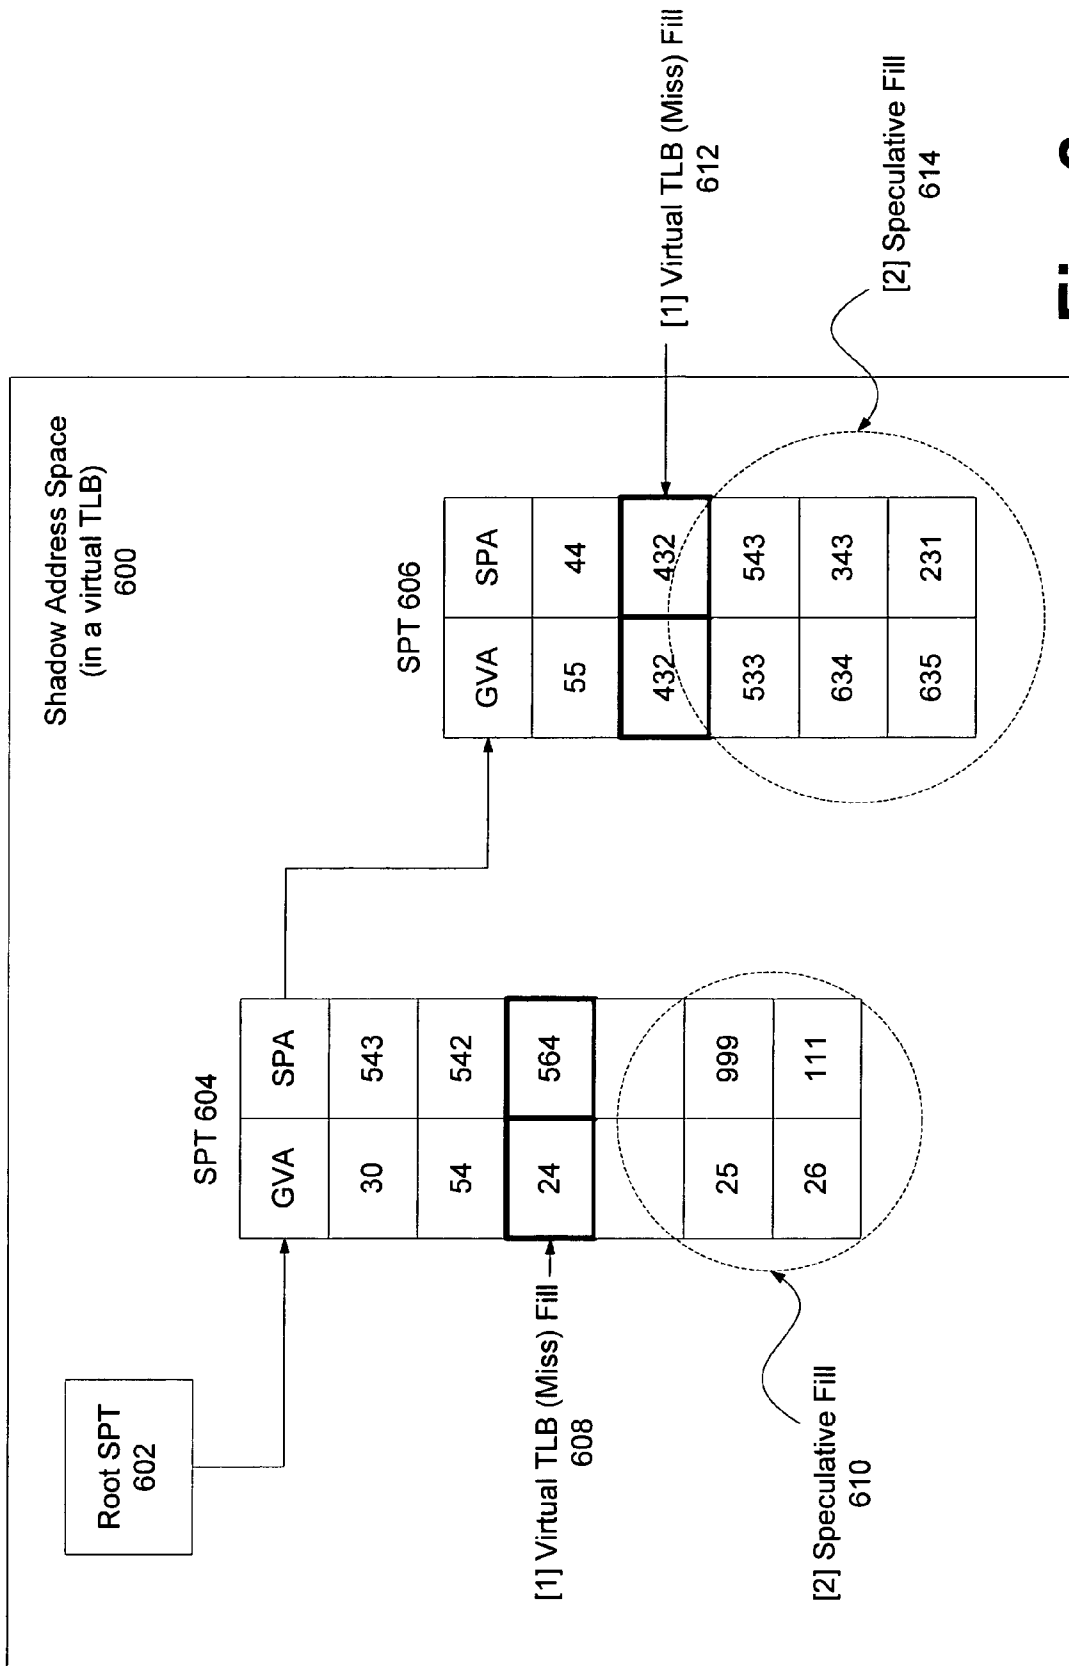 Shadow Address Space
(in a virtual TLB)
600
Root SPT
602
SPT 604
GVA SPA
30 543
54 542
24 564
25 999
26 111
[1] Virtual TLB (Miss) Fill
608
[2] Speculative Fill
610
SPT 606
GVA SPA
55 44
432 432
533 543
634 343
635 231
[1] Virtual TLB (Miss) Fill
612
[2] Speculative Fill
614